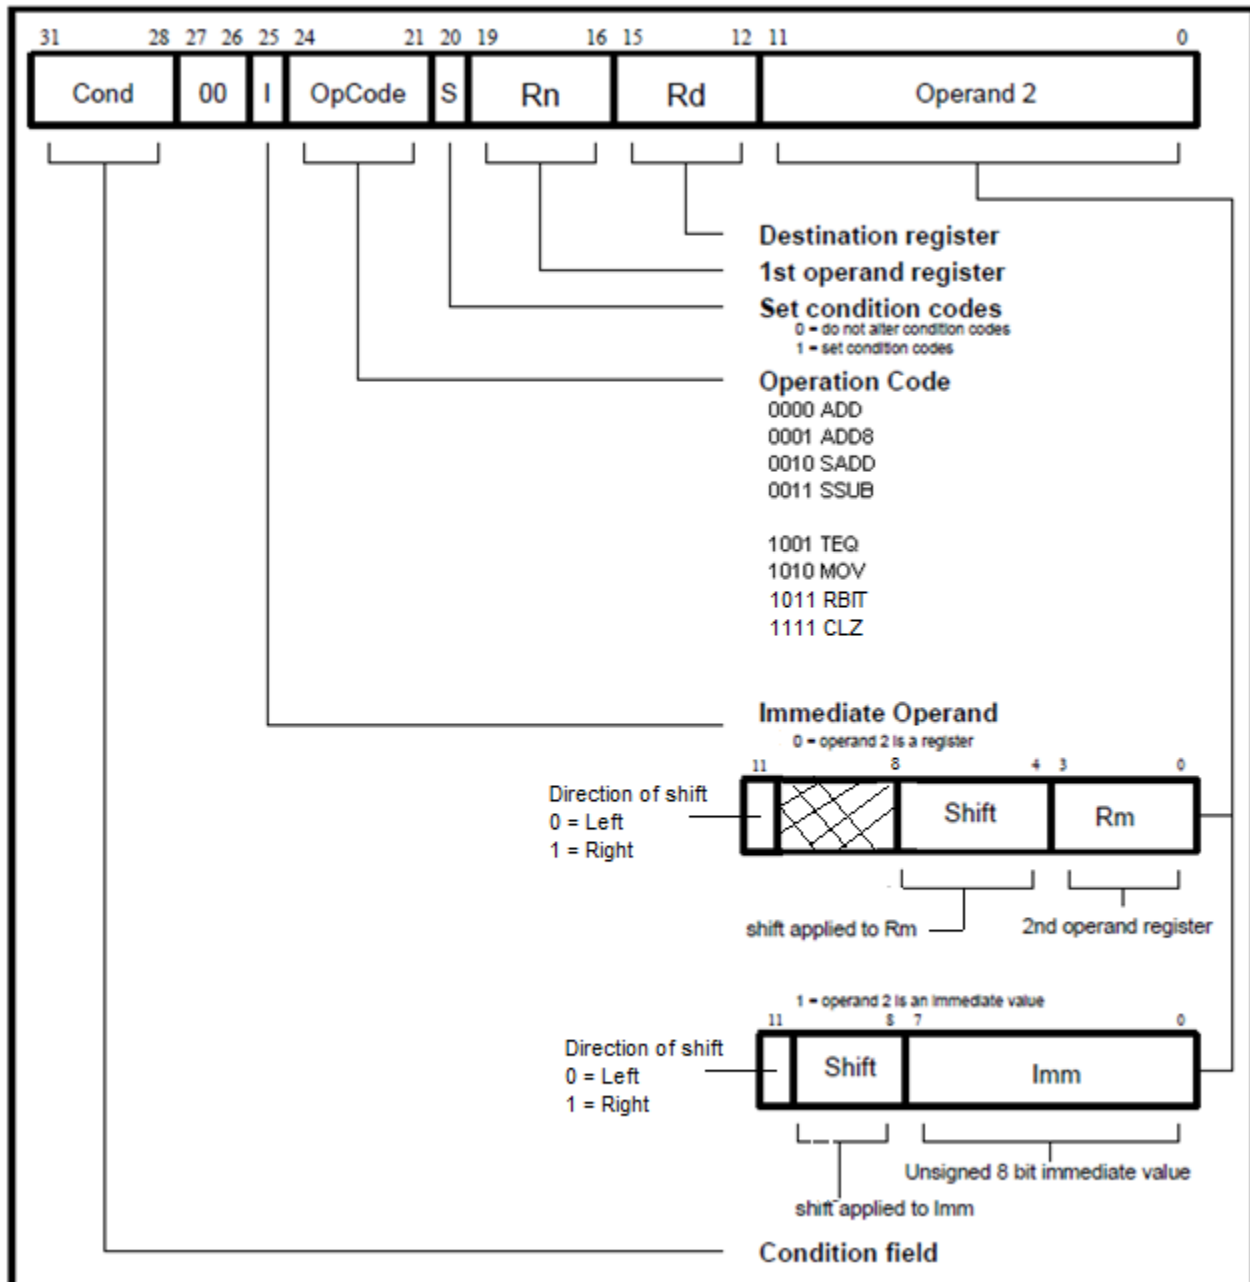 31 28 27 26 25 24 21 20 19 16 15 12 11 0
Cond 00 I OpCode S Rn Rd Operand 2
Destination register
1st operand register
Set condition codes
0 = do not alter condition codes
1 = set condition codes
Operation Code
0000 ADD
0001 ADD8
0010 SADD
0011 SSUB
1001 TEQ
1010 MOV
1011 RBIT
1111 CLZ
Immediate Operand
0 = operand 2 is a register
11 8 4 3 0
Direction of shift
0 = Left
1 = Right
Shift Rm
shift applied to Rm
2nd operand register
1 = operand 2 is an immediate value
11 8 7 0
Direction of shift
0 = Left
1 = Right
Shift Imm
Unsigned 8 bit immediate value
shift applied to Imm
Condition field